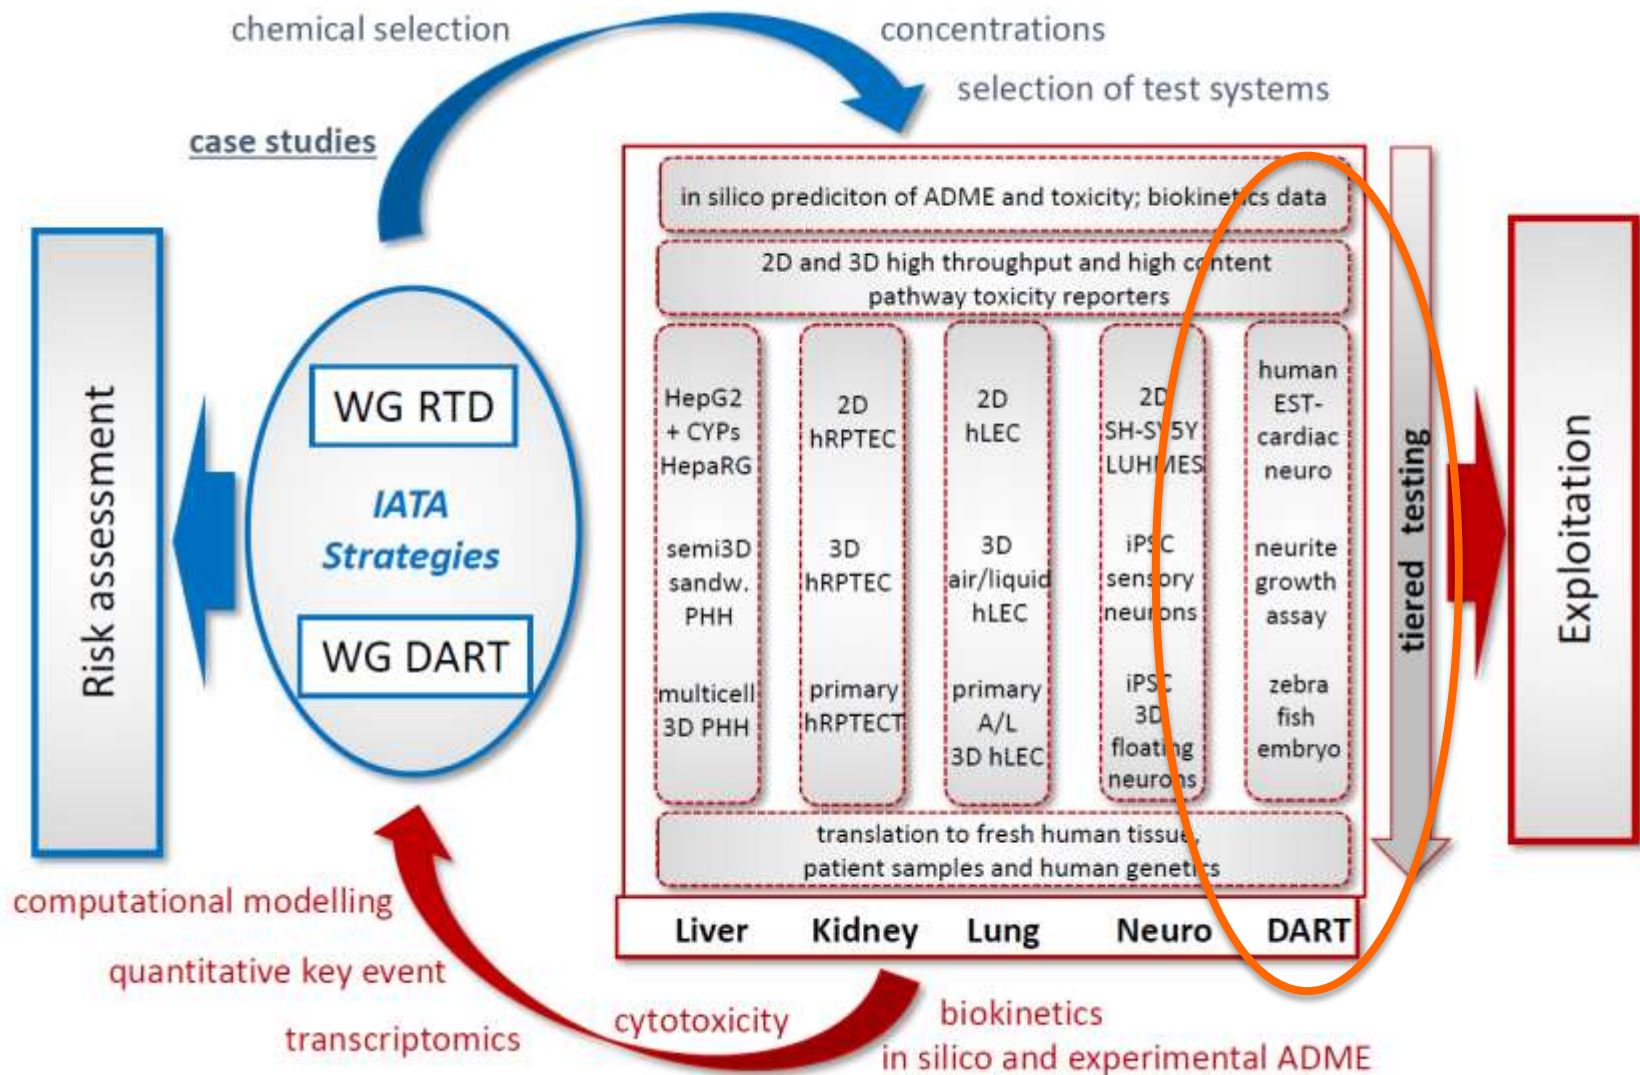 chemical selection
concentrations
selection of test systems
case studies
in silico prediciton of ADME and toxicity; biokinetics data
2D and 3D high throughput and high content
pathway toxicity reporters
HepG2
+ CYPs
HepaRG
semi3D
sandw.
PHH
multicell
3D PHH
2D
hRPTEC
3D
hRPTEC
primary
hRPTECT
2D
hLEC
3D
air/liquid
hLEC
primary
A/L
3D hLEC
2D
SH-SY5Y
LUHMES
iPSC
sensory
neurons
iPSC
3D
floating
neurons
human
EST-
cardiac
neuro
neurite
growth
assay
zebra
fish
embryo
translation to fresh human tissue,
patient samples and human genetics
Liver
Kidney
Lung
Neuro
DART
tiered testing
Exploitation
Risk assessment
WG RTD
IATA
Strategies
WG DART
computational modelling
quantitative key event
transcriptomics
cytotoxicity
biokinetics
in silico and experimental ADME